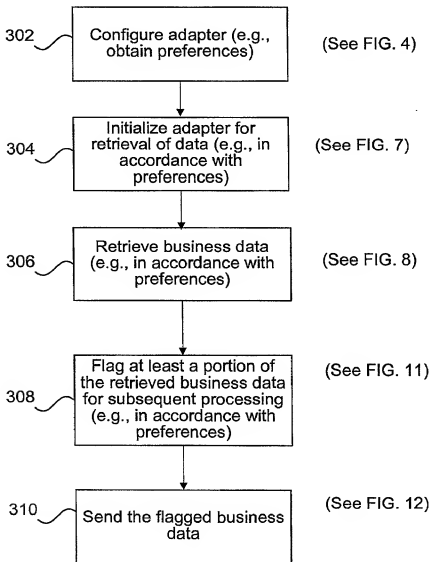 302
Configure adapter (e.g.,
obtain preferences)
(See FIG. 4)
304
Initialize adapter for
retrieval of data (e.g., in
accordance with
preferences)
(See FIG. 7)
306
Retrieve business data
(e.g., in accordance with
preferences)
(See FIG. 8)
308
Flag at least a portion of
the retrieved business data
for subsequent processing
(e.g., in accordance with
preferences)
(See FIG. 11)
310
Send the flagged business
data
(See FIG. 12)